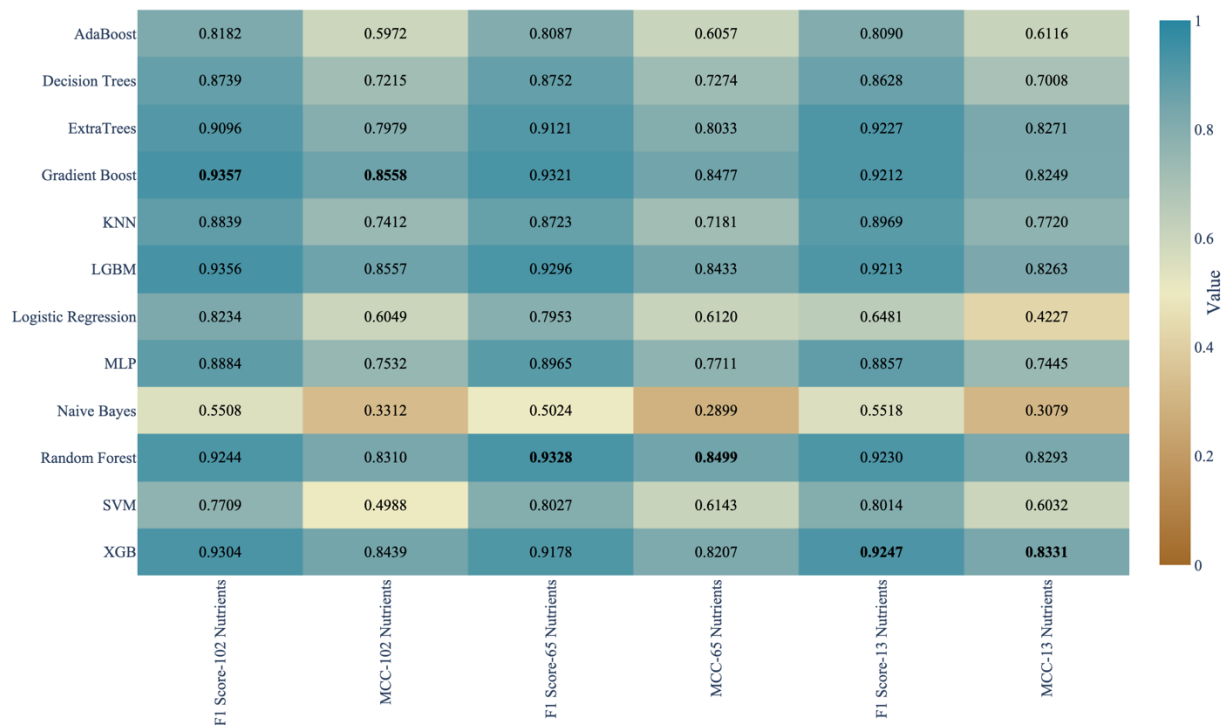 AdaBoost 0.8182 0.5972 0.8087 0.6057 0.8090 0.6116
Decision Trees 0.8739 0.7215 0.8752 0.7274 0.8628 0.7008
ExtraTrees 0.9096 0.7979 0.9121 0.8033 0.9227 0.8271
Gradient Boost 0.9357 0.8558 0.9321 0.8477 0.9212 0.8249
KNN 0.8839 0.7412 0.8723 0.7181 0.8969 0.7720
LGBM 0.9356 0.8557 0.9296 0.8433 0.9213 0.8263
Logistic Regression 0.8234 0.6049 0.7953 0.6120 0.6481 0.4227
MLP 0.8884 0.7532 0.8965 0.7711 0.8857 0.7445
Naive Bayes 0.5508 0.3312 0.5024 0.2899 0.5518 0.3079
Random Forest 0.9244 0.8310 0.9328 0.8499 0.9230 0.8293
SVM 0.7709 0.4988 0.8027 0.6143 0.8014 0.6032
XGB 0.9304 0.8439 0.9178 0.8207 0.9247 0.8331
F1 Score-102 Nutrients
MCC-102 Nutrients
F1 Score-65 Nutrients
MCC-65 Nutrients
F1 Score-13 Nutrients
MCC-13 Nutrients
1
0.8
0.6
0.4
0.2
0
Value